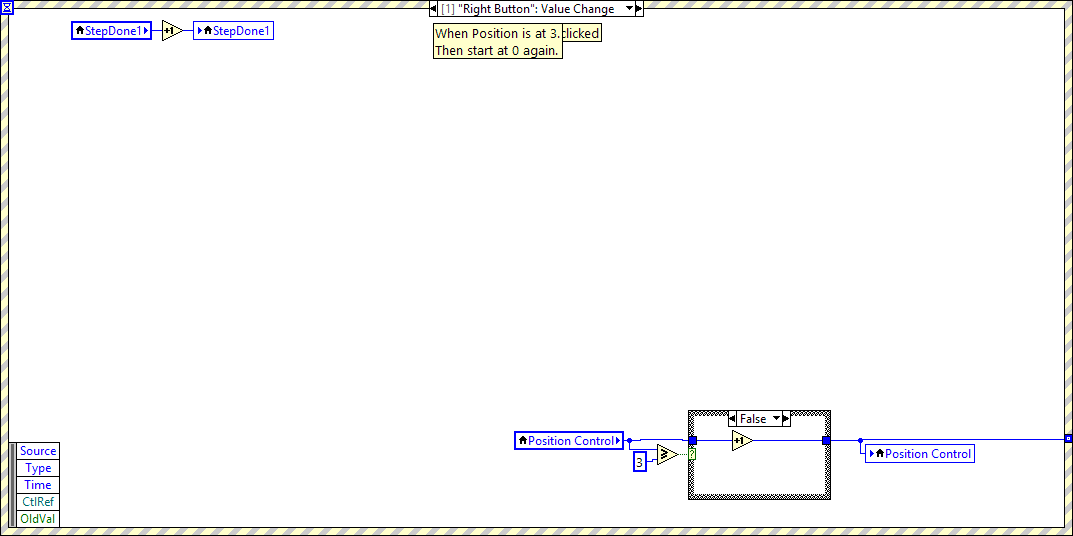 [1] "Right Button": Value Change
StepDone1
+1
StepDone1
When Position is at 3.
clicked
Then start at 0 again.
False
Position Control
+1
3
≥
?
Position Control
Source
Type
Time
CtlRef
OldVal